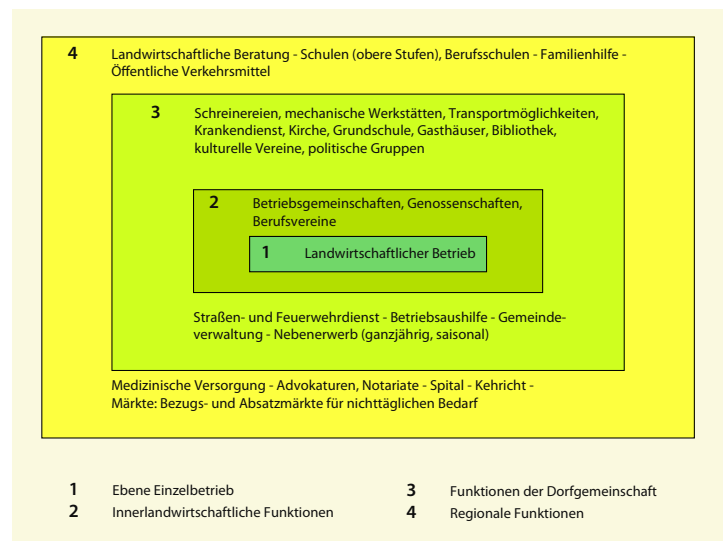 4 Landwirtschaftliche Beratung - Schulen (obere Stufen), Berufsschulen - Familienhilfe -
Öffentliche Verkehrsmittel
3 Schreinereien, mechanische Werkstätten, Transportmöglichkeiten,
Krankendienst, Kirche, Grundschule, Gasthäuser, Bibliothek,
kulturelle Vereine, politische Gruppen
2 Betriebsgemeinschaften, Genossenschaften,
Berufsvereine
1 Landwirtschaftlicher Betrieb
Straßen- und Feuerwehrdienst - Betriebsaushilfe - Gemeinde-
verwaltung - Nebenerwerb (ganzjährig, saisonal)
Medizinische Versorgung - Advokaturen, Notariate - Spital - Kehricht -
Märkte: Bezugs- und Absatzmärkte für nichttäglichen Bedarf
1 Ebene Einzelbetrieb
2 Innerlandwirtschaftliche Funktionen
3 Funktionen der Dorfgemeinschaft
4 Regionale Funktionen